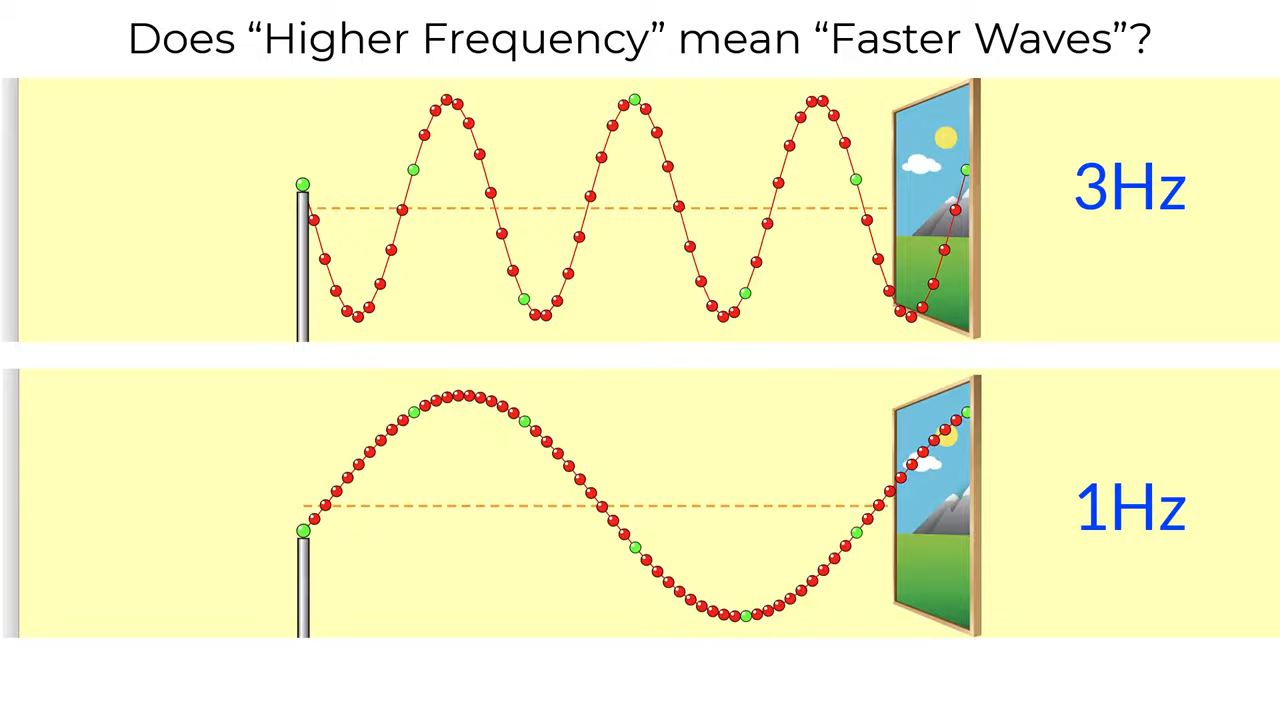 Does “Higher Frequency” mean “Faster Waves”?
3Hz
1Hz